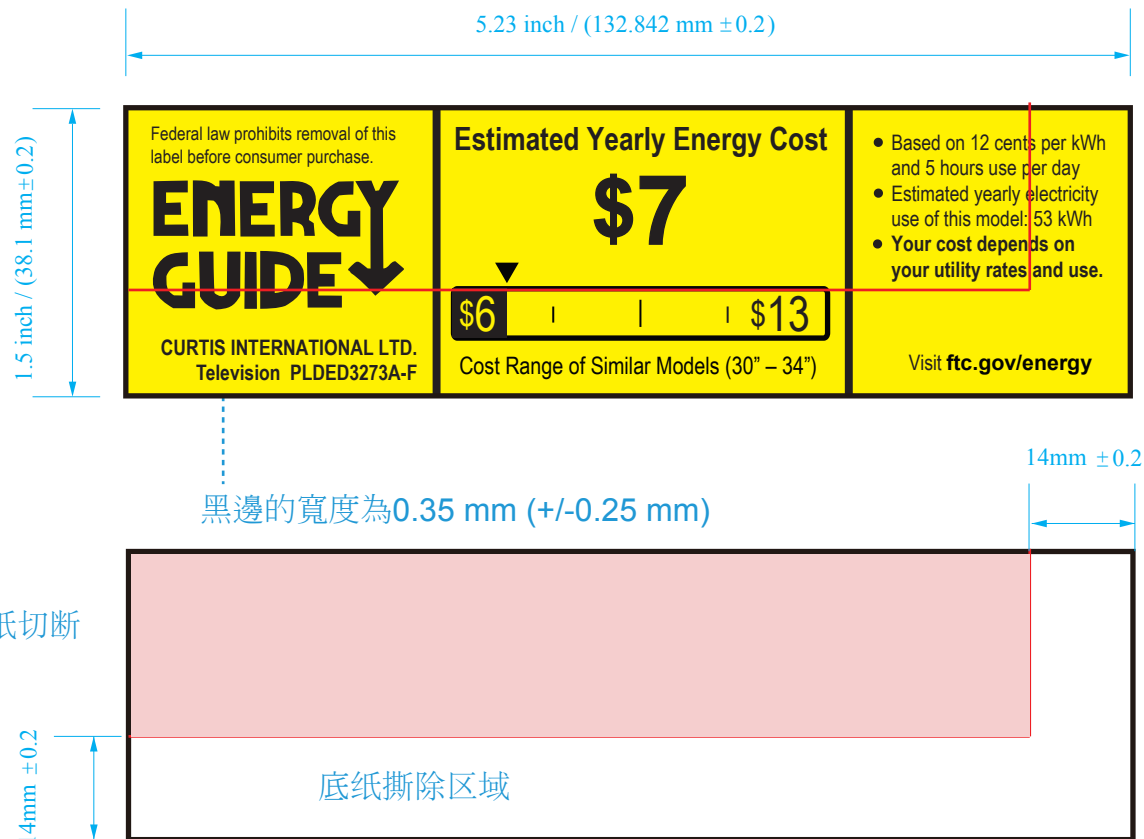 5.23 inch / (132.842 mm ±0.2)
1.5 inch / (38.1 mm±0.2)
Federal law prohibits removal of this
label before consumer purchase.
ENERGY
GUIDE
CURTIS INTERNATIONAL LTD.
Television PLDED3273A-F
Estimated Yearly Energy Cost
$7
$6 $13
Cost Range of Similar Models (30” – 34”)
● Based on 12 cents per kWh
and 5 hours use per day
● Estimated yearly electricity
use of this model: 53 kWh
● Your cost depends on
your utility rates and use.
Visit ftc.gov/energy
黑邊的寬度為0.35 mm (+/-0.25 mm)
14mm ±0.2
切断
4mm ±0.2
底纸撕除区域